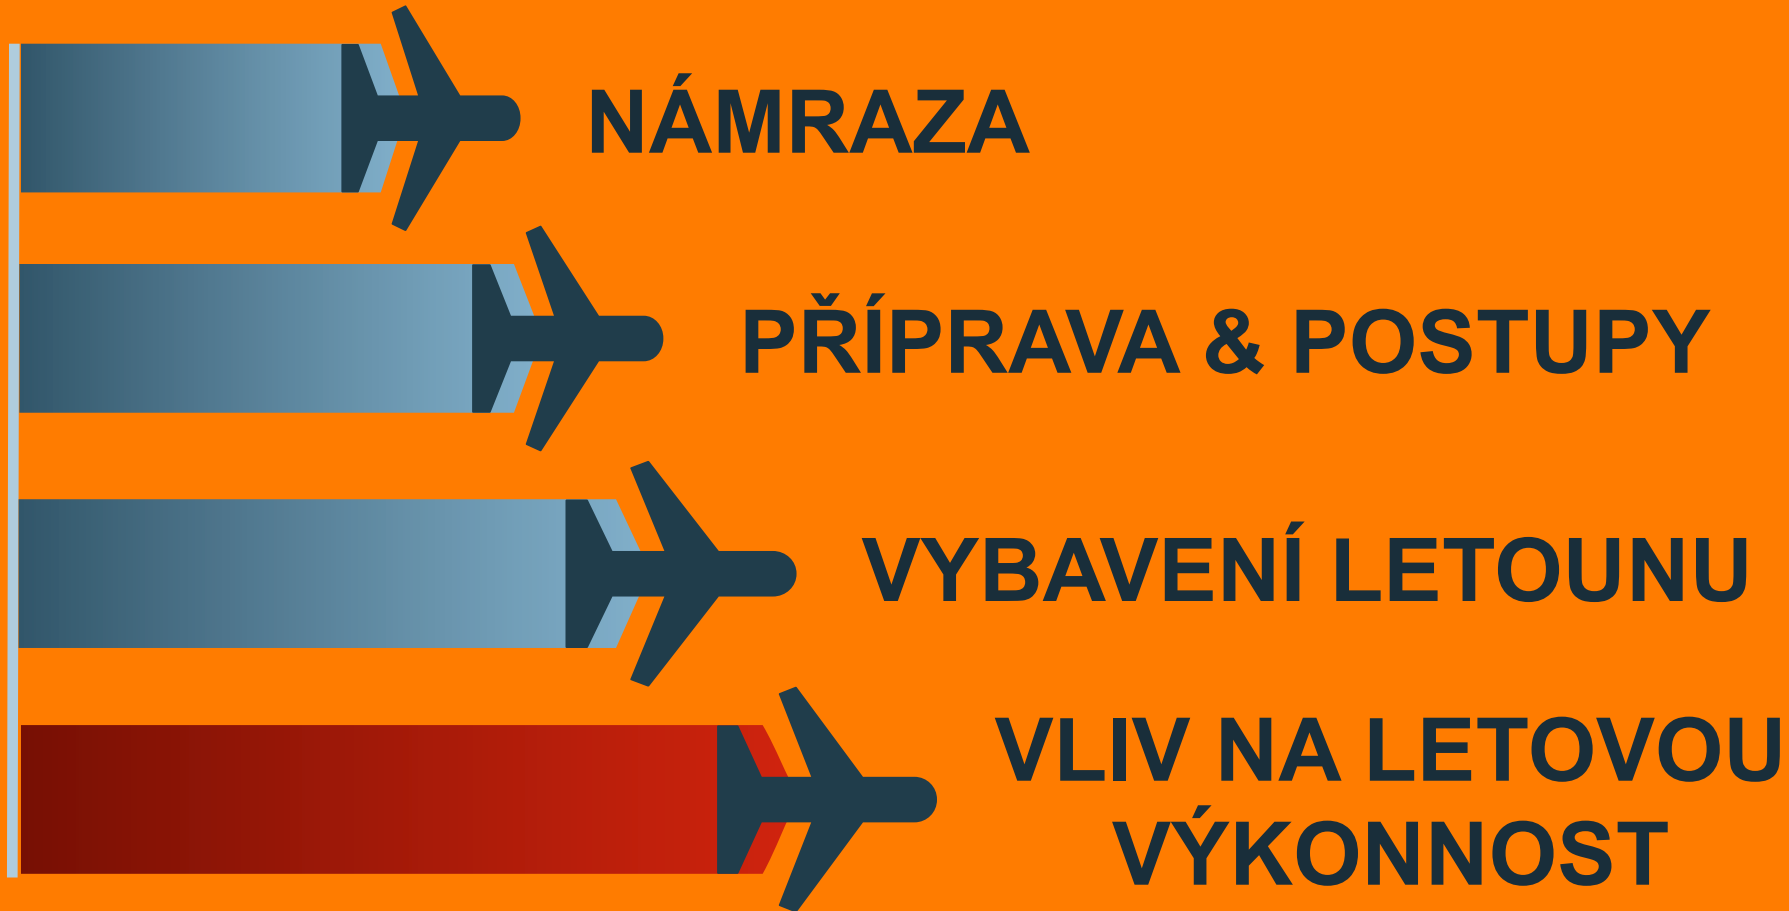 NÁMRAZA
PŘÍPRAVA & POSTUPY
VYBAVENÍ LETOUNU
VLIV NA LETOVOU
VÝKONNOST